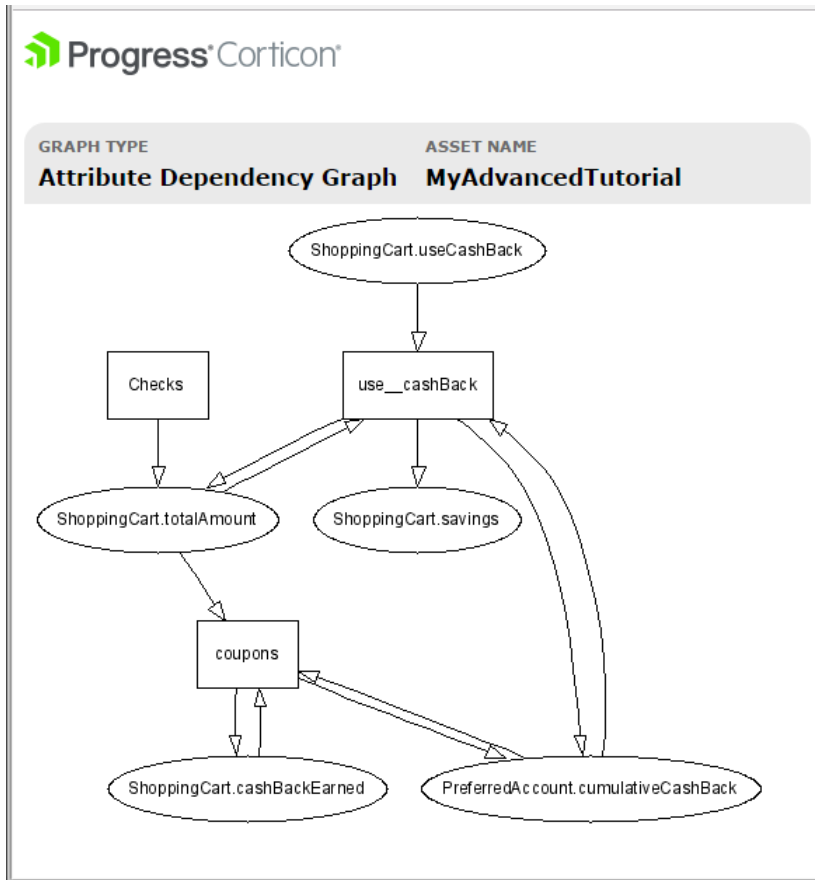 Progress® Corticon®
GRAPH TYPE
ASSET NAME
Attribute Dependency Graph
MyAdvancedTutorial
ShoppingCart.useCashBack
Checks
use__cashBack
ShoppingCart.totalAmount
ShoppingCart.savings
coupons
ShoppingCart.cashBackEarned
PreferredAccount.cumulativeCashBack